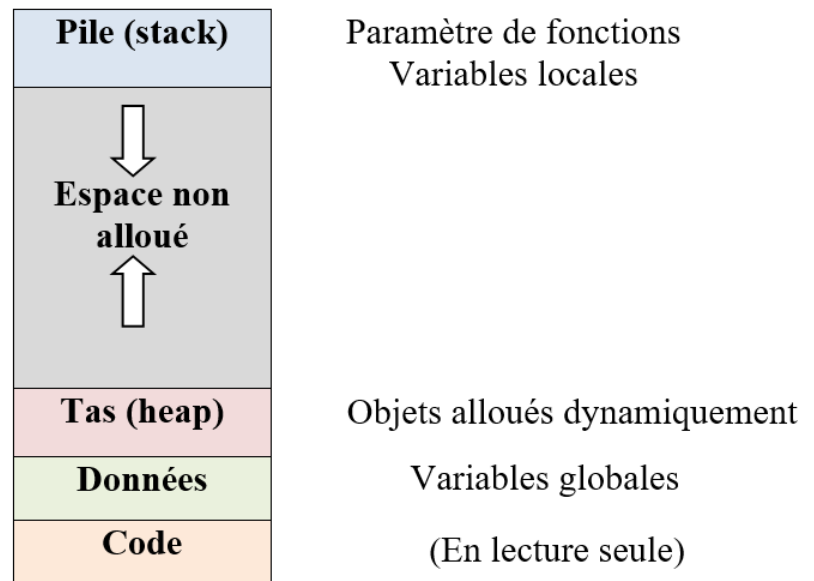 Pile (stack)
Paramètre de fonctions
Variables locale
Espace non
alloué
Tas (heap)
Objets alloués dynamiquement
Données
Variables globales
Code
(En lecture seule)